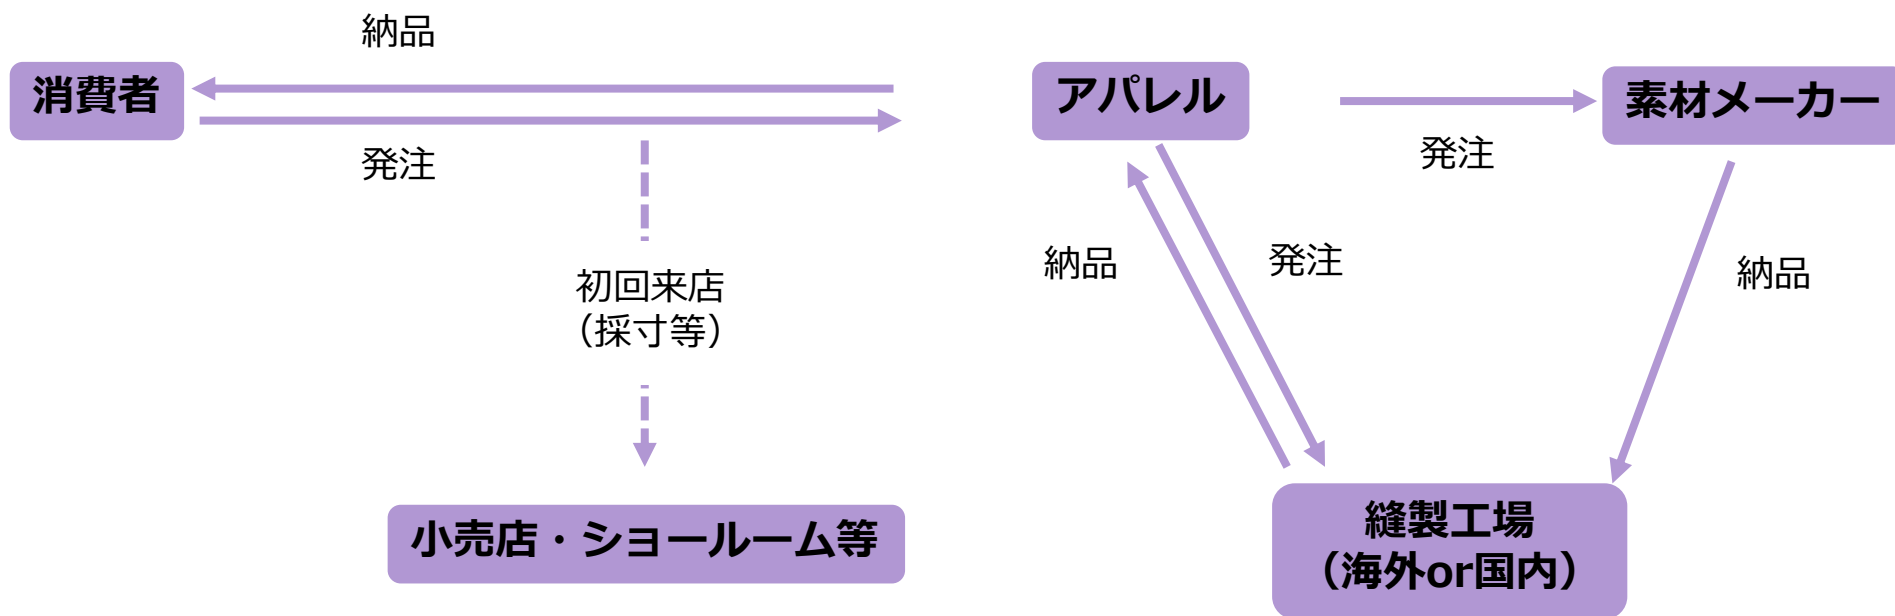 納品
消費者
発注
アパレル
発注
素材メーカー
納品
発注
納品
初回来店
（採寸等）
小売店・ショールーム等
縫製工場
（海外or国内）